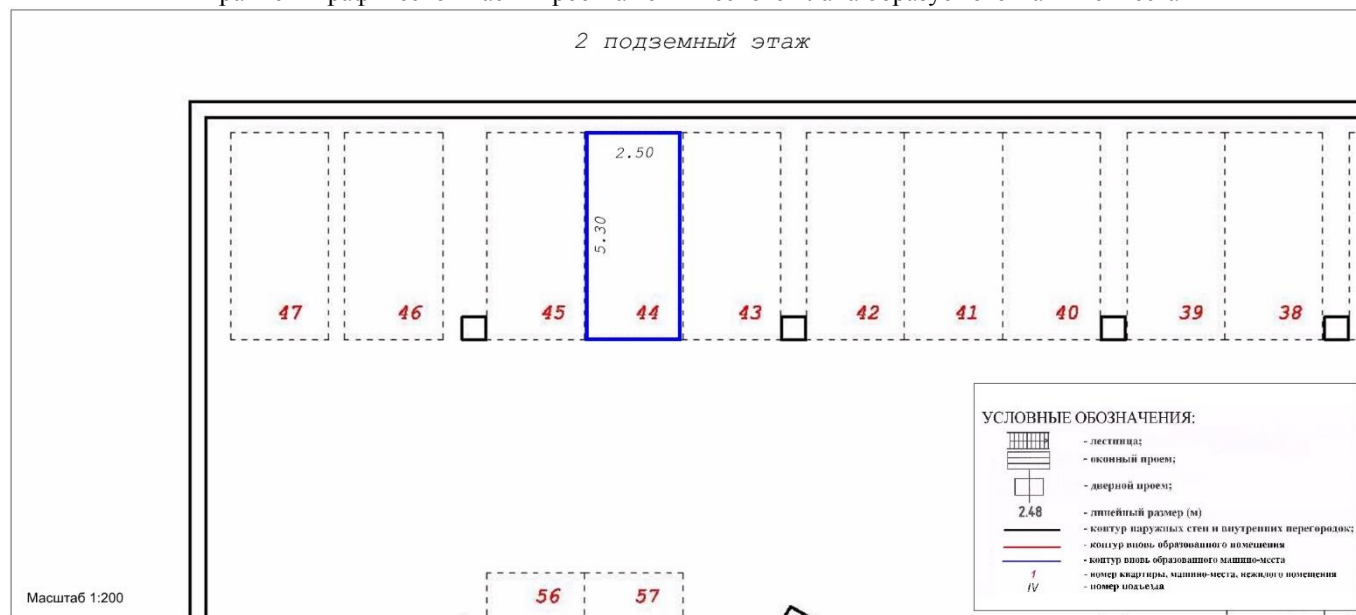 2 подземный этаж
2.50
5.30
47 46 45 44 43 42 41 40 39 38
УСЛОВНЫЕ ОБОЗНАЧЕНИЯ:
- лестница;
- оконный проем;
- дверной проем;
2.48 - линейный размер (м)
- контур наружных стен и внутренних перегородок;
- контур вновь образованного помещения
- контур вновь образованного машино-места
1 - номер квартиры, машино-места, нежилого помещения
IV - номер подъезда
56 57
Масштаб 1:200